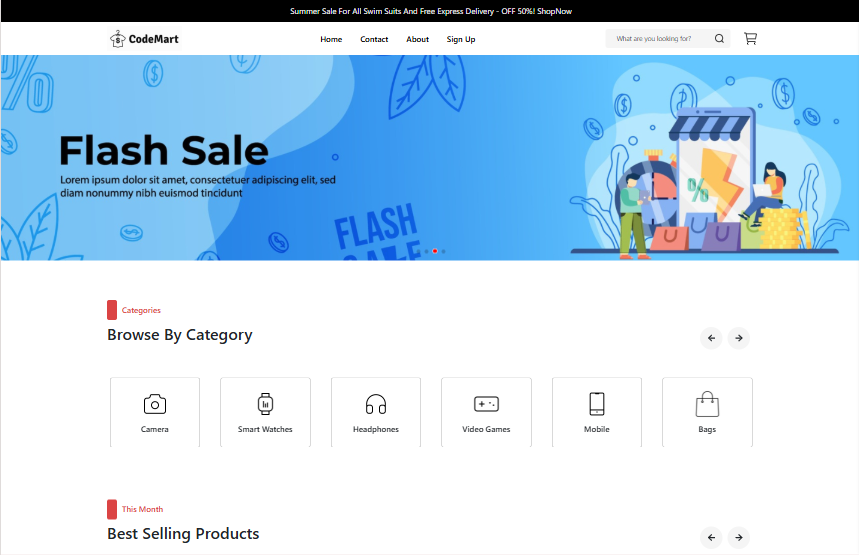 Summer Sale For All Swim Suits And Free Express Delivery - OFF 50%! ShopNow
CodeMart
Home Contact About Sign Up
What are you looking for?
Flash Sale
Lorem ipsum dolor sit amet, consectetuer adipiscing elit, sed
diam nonummy nibh euismod tincidunt
FLASH
SALE
%
%
Categories
Browse By Category
Camera Smart Watches Headphones Video Games Mobile Bags
This Month
Best Selling Products